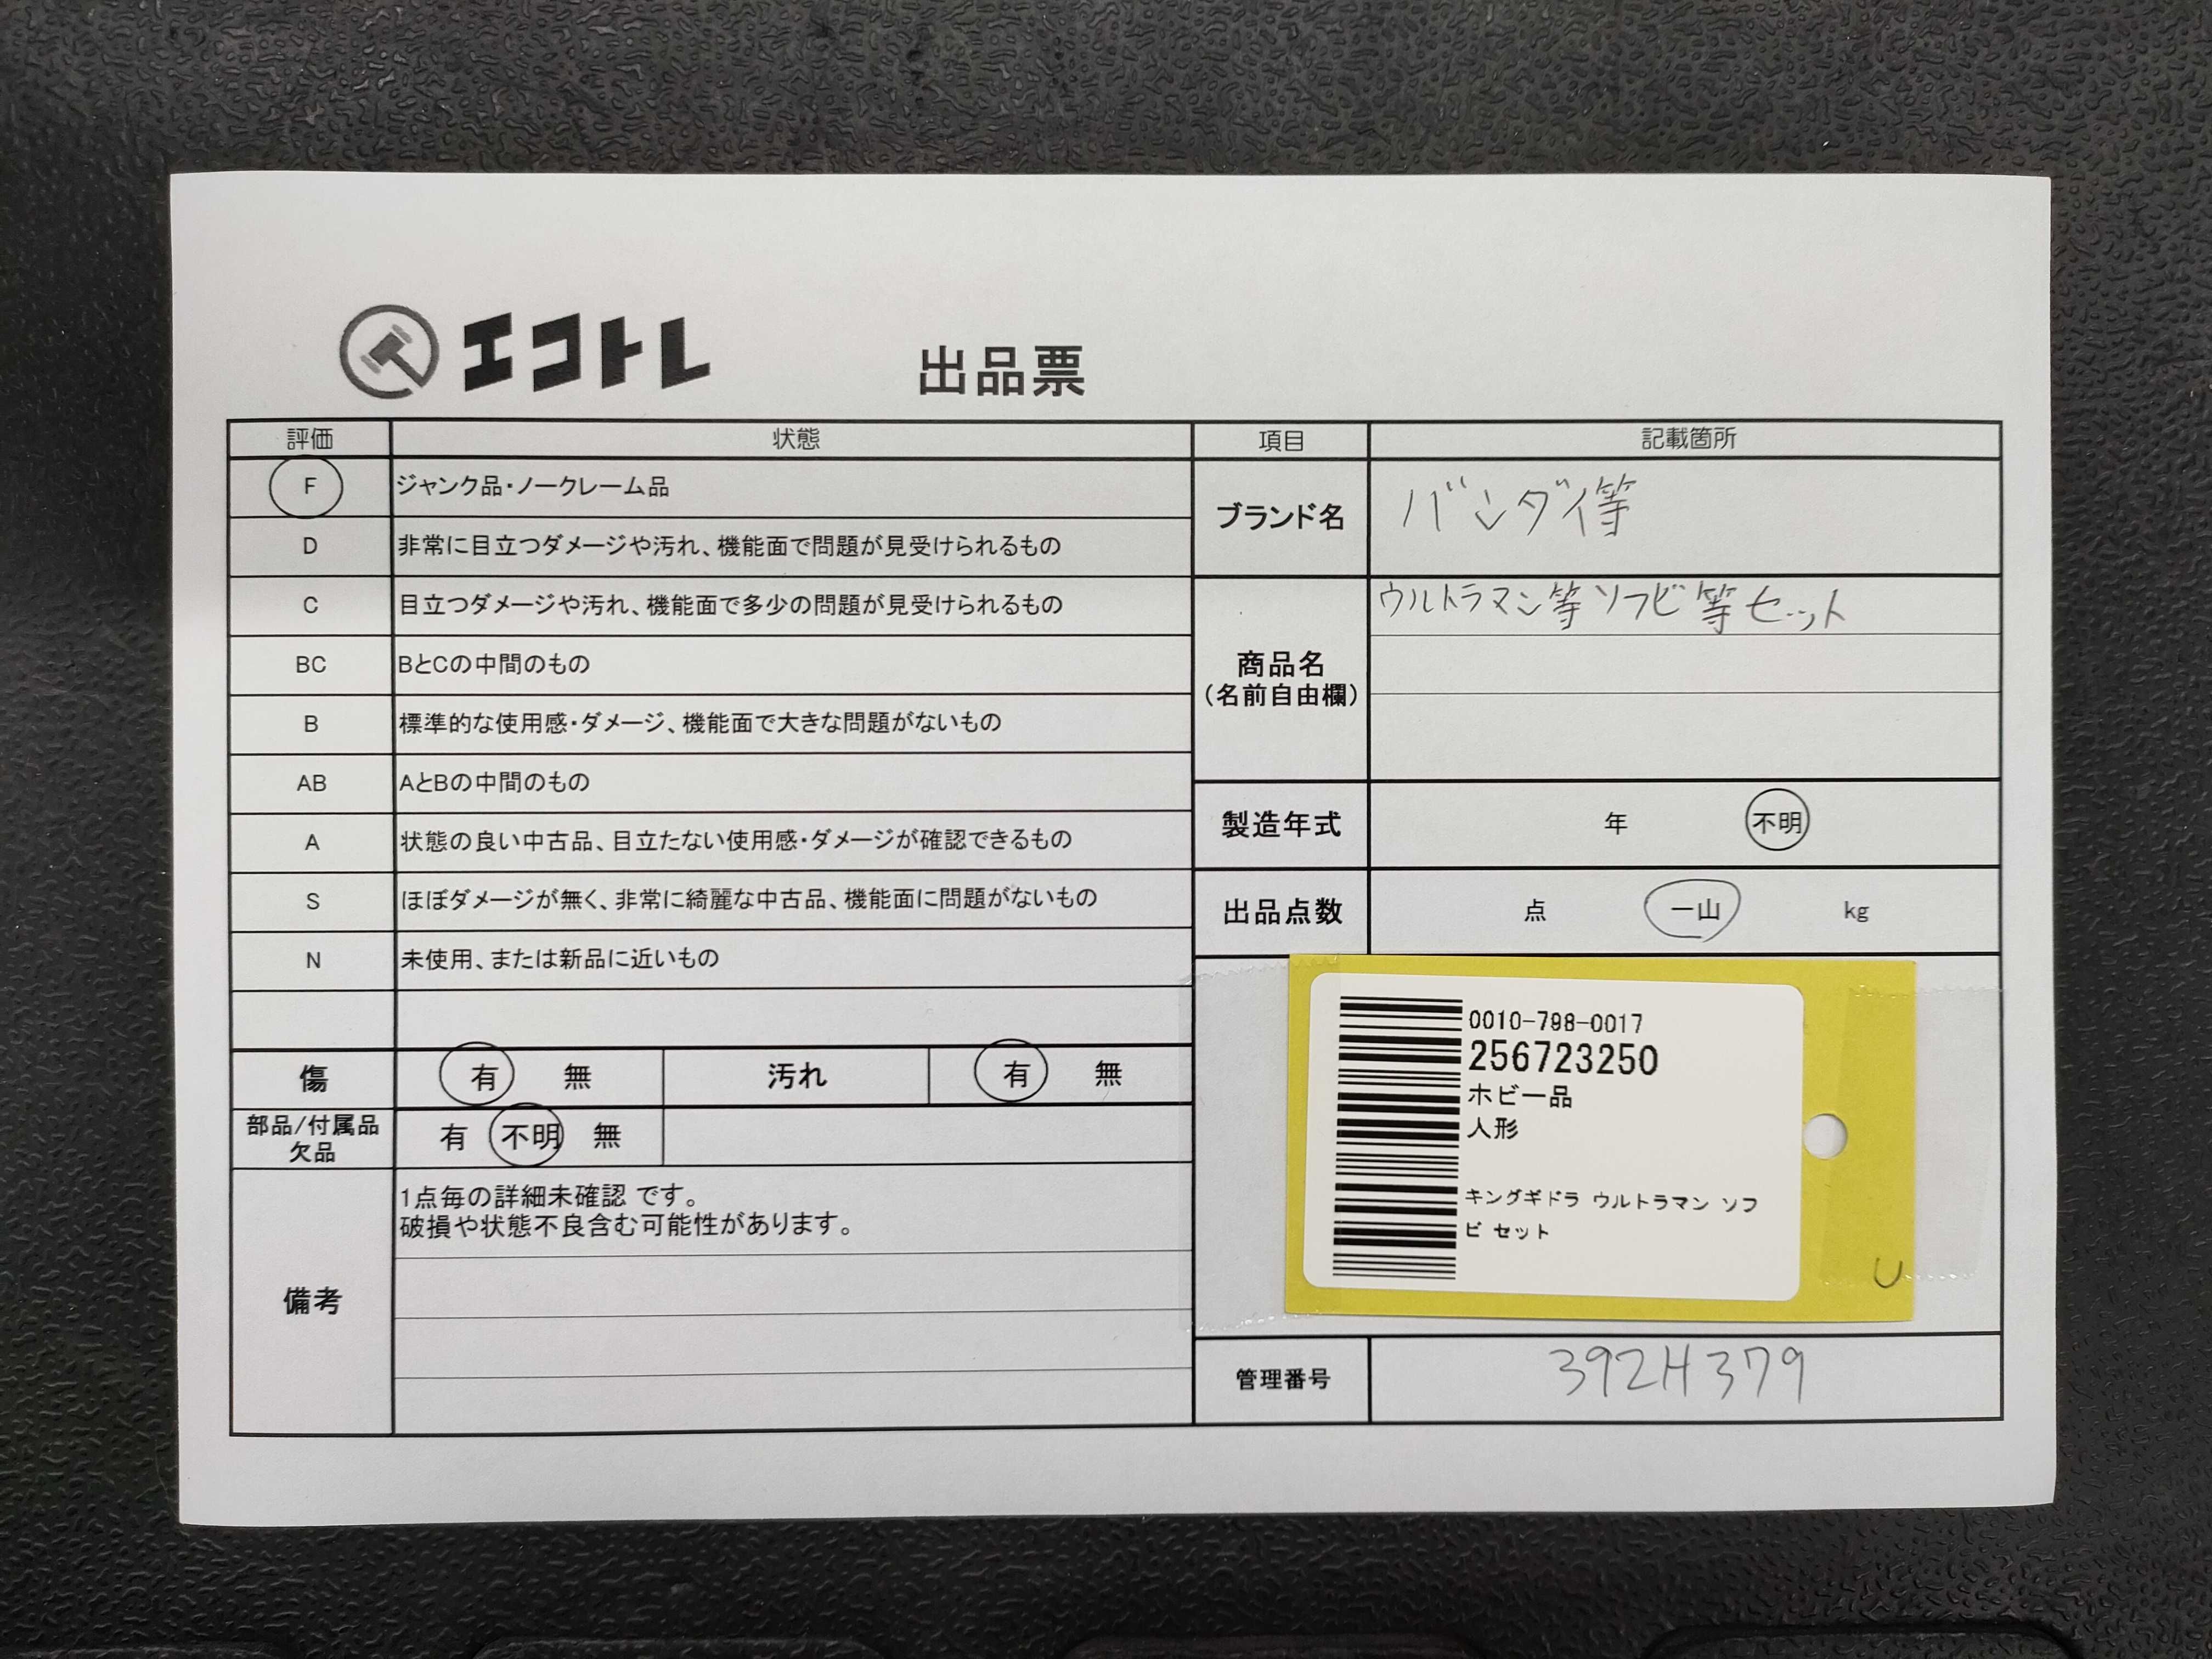 エコトレ
出品票
評価 状態
F ジャンク品・ノークレーム品
D 非常に目立つダメージや汚れ、機能面で問題が見受けられるもの
C 目立つダメージや汚れ、機能面で多少の問題が見受けられるもの
BC BとCの中間のもの
B 標準的な使用感・ダメージ、機能面で大きな問題がないもの
AB AとBの中間のもの
A 状態の良い中古品、目立たない使用感・ダメージが確認できるもの
S ほぼダメージが無く、非常に綺麗な中古品、機能面に問題がないもの
N 未使用、または新品に近いもの
傷 有 無 汚れ 有 無
部品/付属品
欠品
有 不明 無
備考
1点毎の詳細未確認 です。
破損や状態不良含む可能性があります。
項目 記載箇所
ブランド名 バンダイ等
商品名
(名前自由欄)
ウルトラマン等ソフビ等セット
製造年式 年 不明
出品点数 点 一山 kg
0010-798-0017
256723250
ホビー品
人形
キングギドラ ウルトラマン ソフ
ビ セット
U
管理番号 392H379